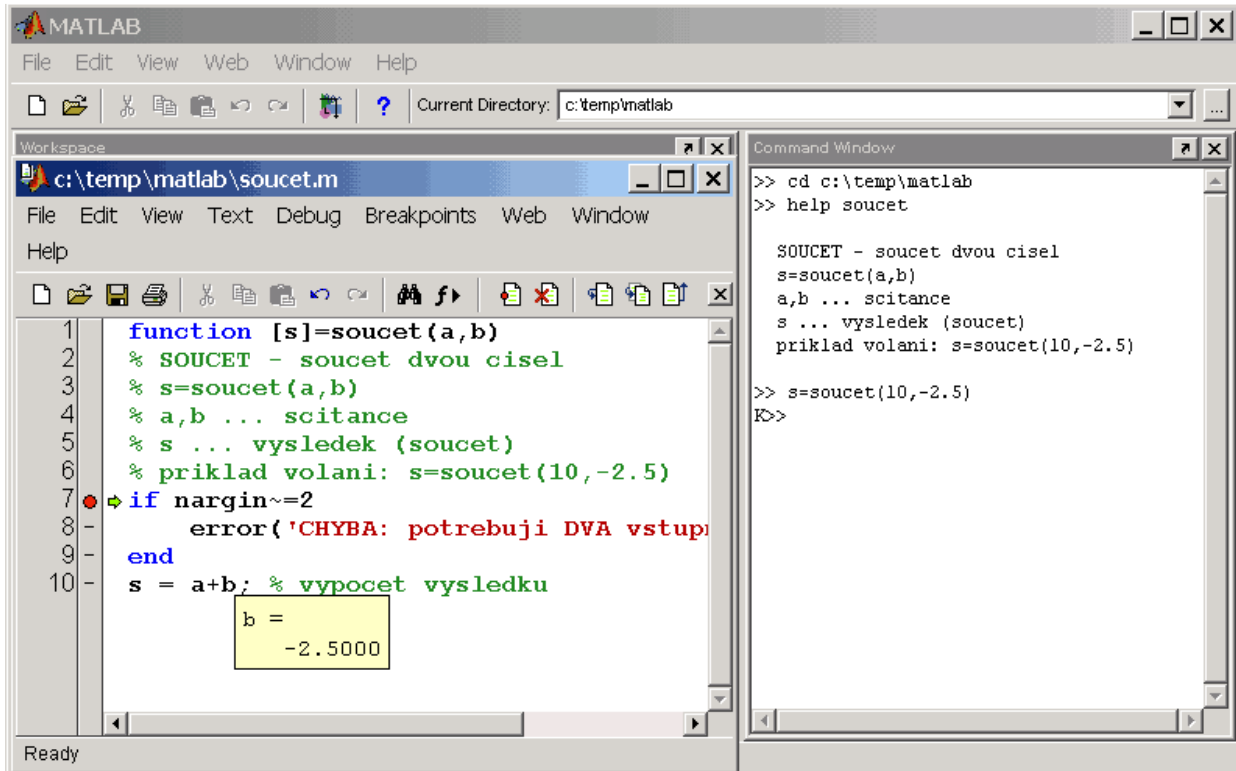 MATLAB
File Edit View Web Window Help
Current Directory: c:\temp\matlab
...
Workspace
c:\temp\matlab\soucet.m
File Edit View Text Debug Breakpoints Web Window
Help
1 function [s]=soucet(a,b)
2 % SOUCET - soucet dvou cisel
3 % s=soucet(a,b)
4 % a,b ... scitance
5 % s ... vysledek (soucet)
6 % priklad volani: s=soucet(10,-2.5)
7 if nargin~=2
8 - error('CHYBA: potrebuji DVA vstup
9 - end
10 - s = a+b; % vypocet vysledku
b =
-2.5000
Ready
Command Window
>> cd c:\temp\matlab
>> help soucet
SOUCET - soucet dvou cisel
s=soucet(a,b)
a,b ... scitance
s ... vysledek (soucet)
priklad volani: s=soucet(10,-2.5)
>> s=soucet(10,-2.5)
K>>